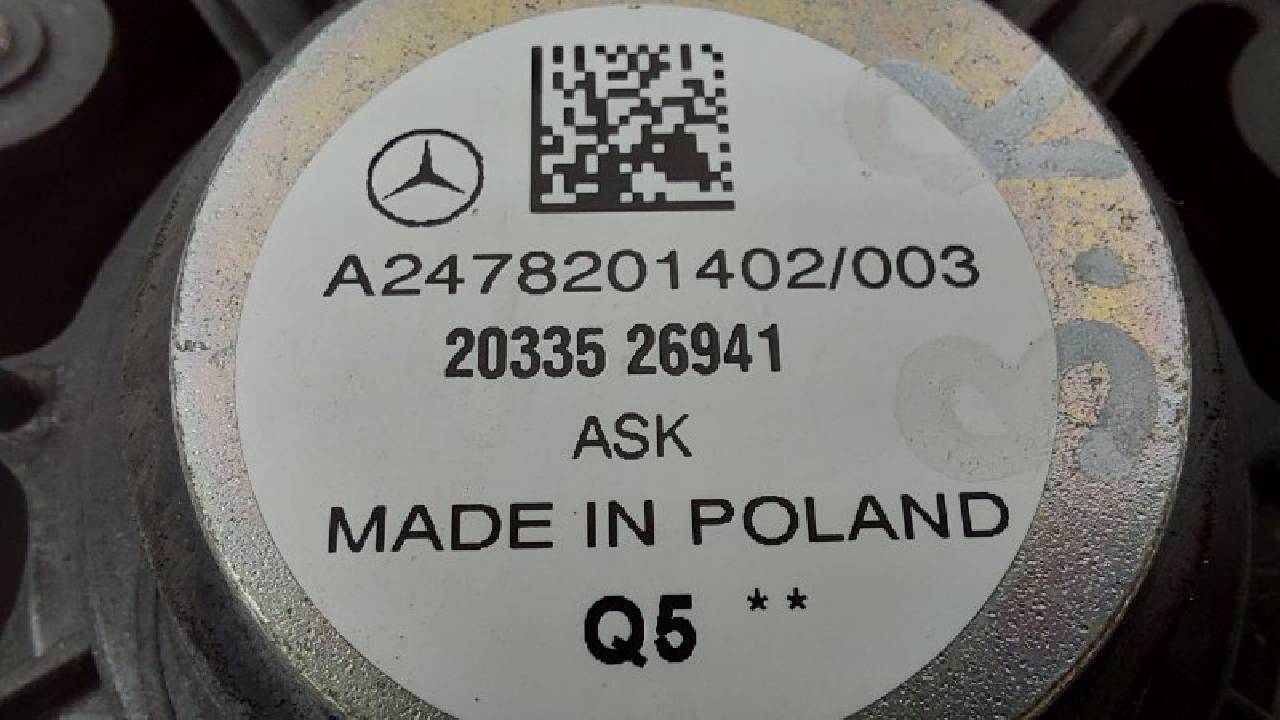 A2478201402/003
20335 26941
ASK
MADE IN POLAND
Q5 **